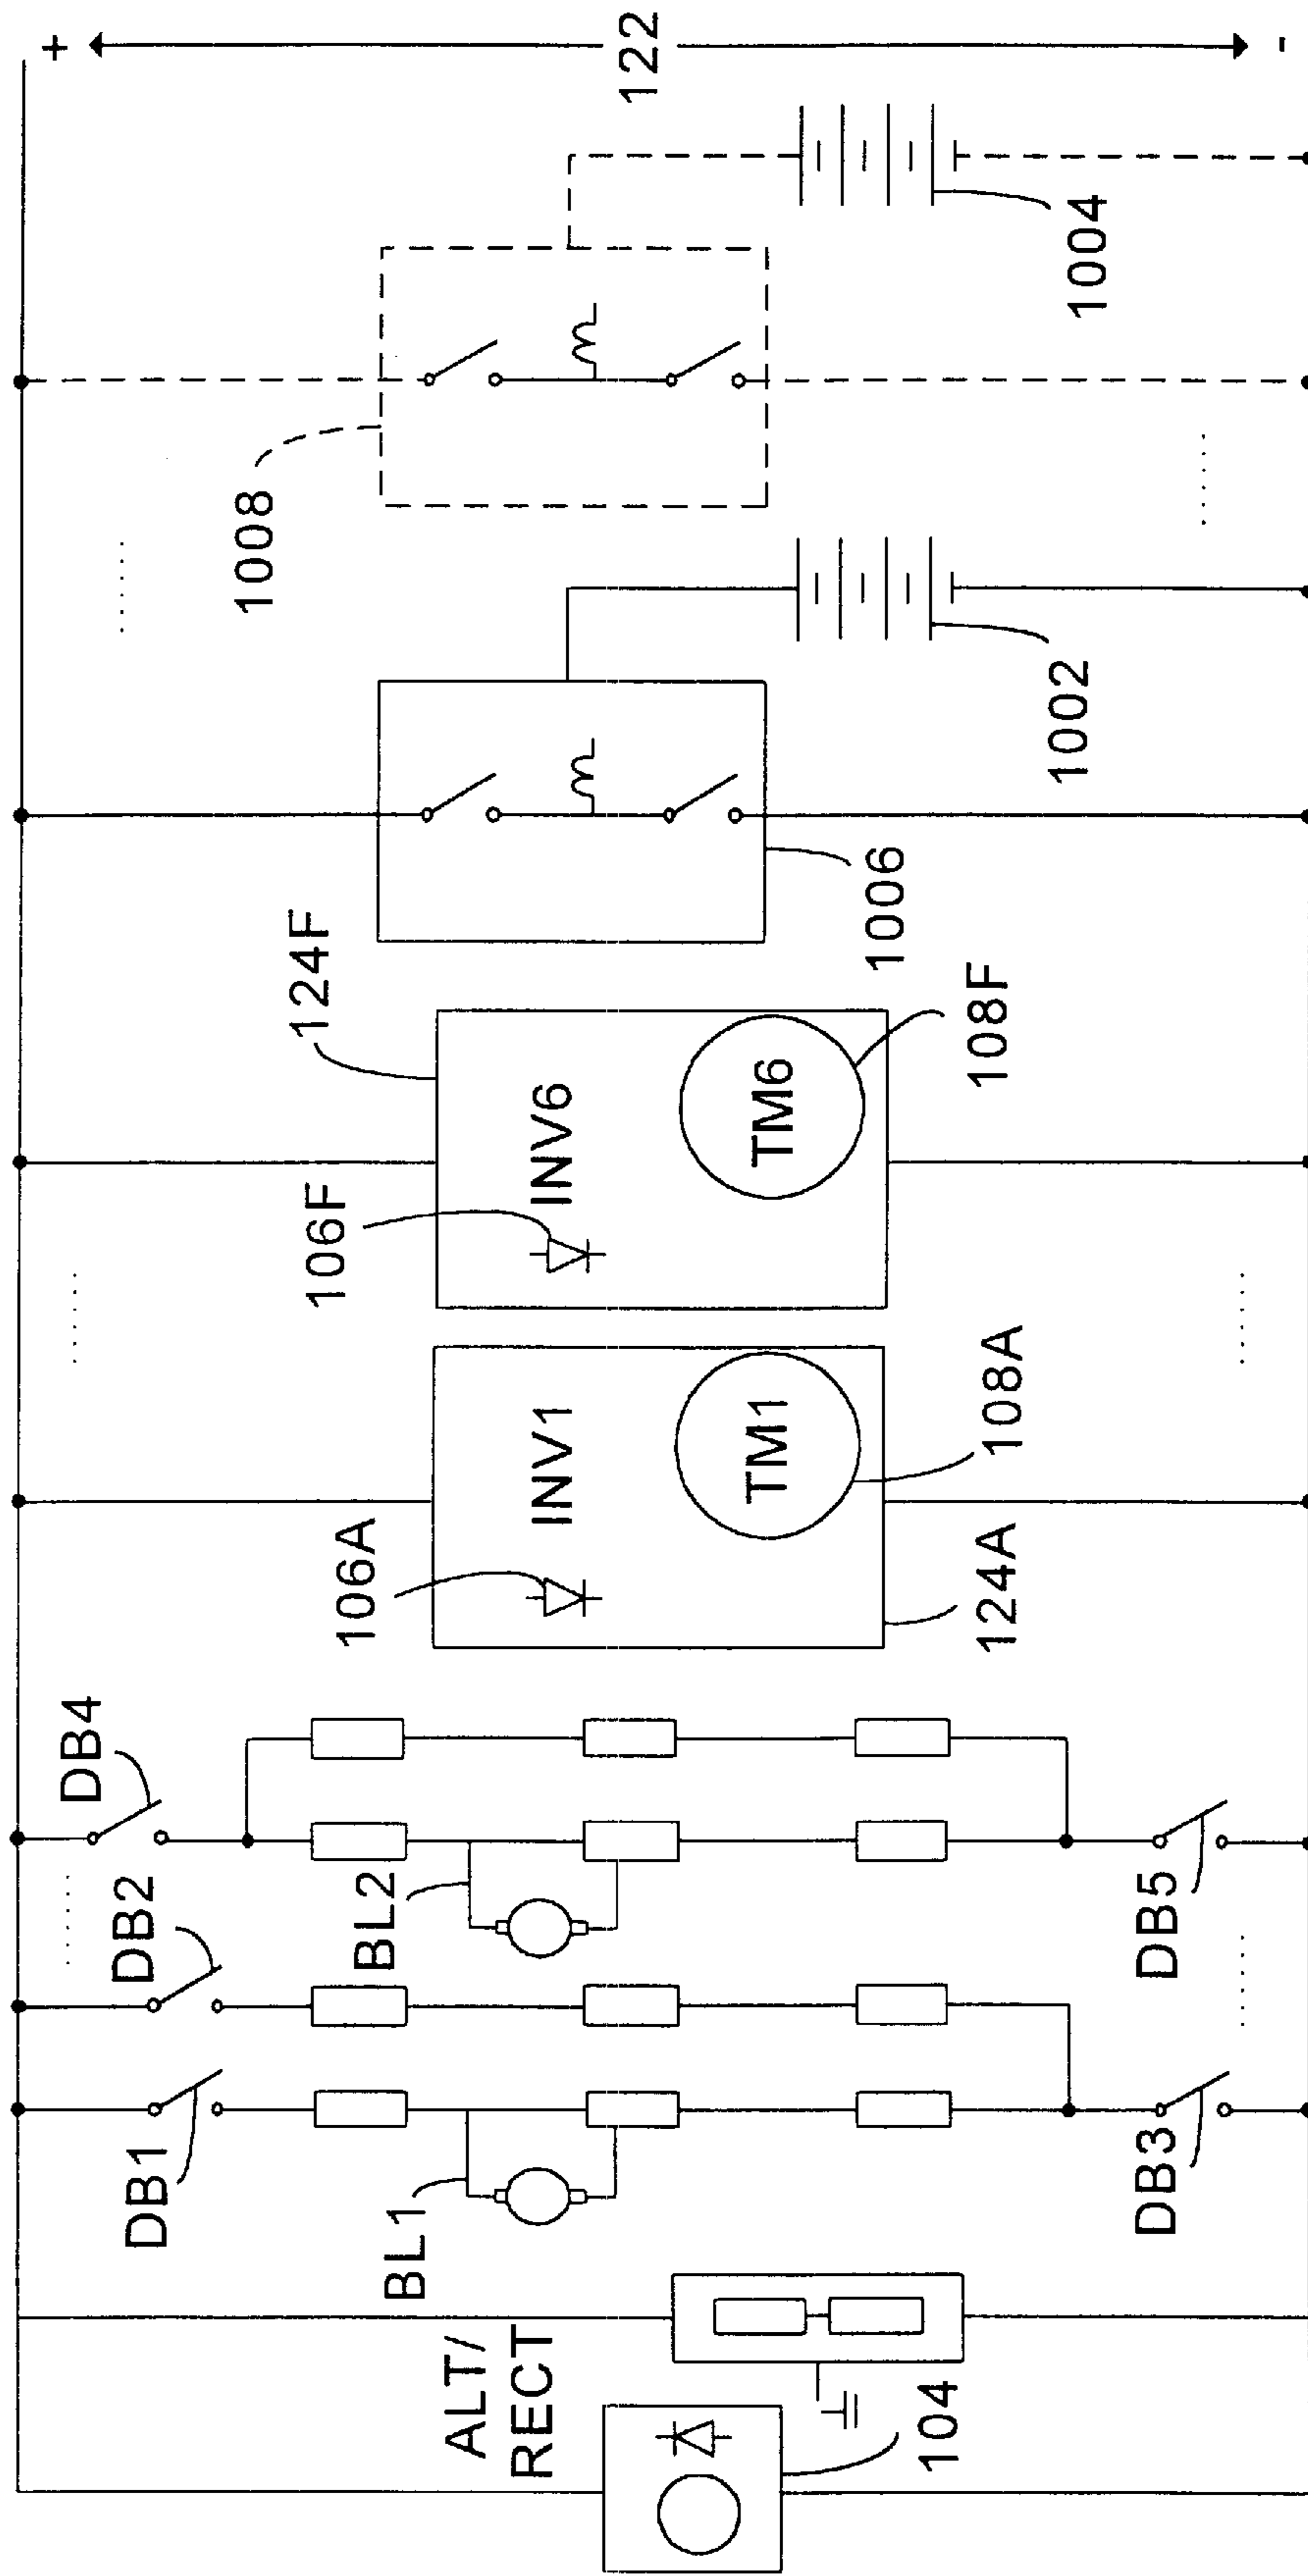 +
122
-
1004
1008
1002
1006
124F
106F
INV6
TM6
108F
106A
INV1
TM1
108A
124A
DB4
DB2
BL2
DB5
DB1
BL1
DB3
ALT/
RECT
104